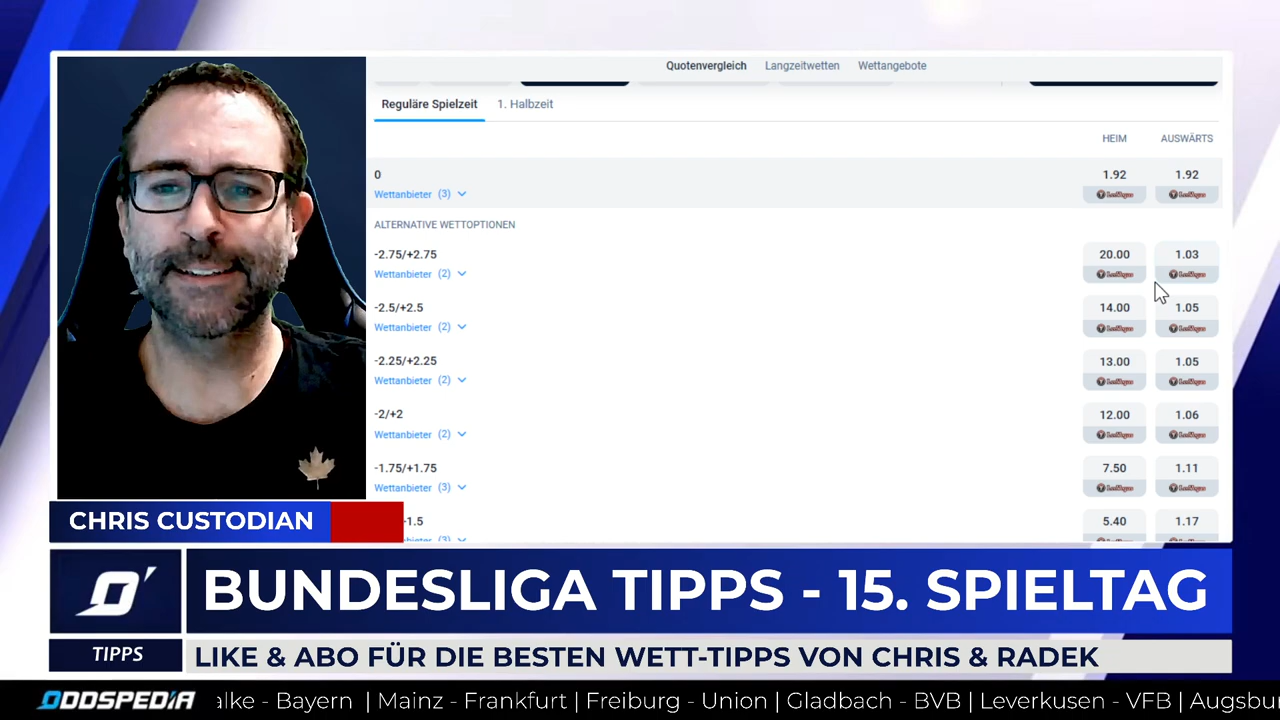 Quotenvergleich Langzeitwetten Wettangebote
Reguläre Spielzeit 1. Halbzeit
HEIM AUSWÄRTS
0 1.92 1.92
Wettanbieter (3)
ALTERNATIVE WETTOPTIONEN
-2.75/+2.75 20.00 1.03
Wettanbieter (2)
-2.5/+2.5 14.00 1.05
Wettanbieter (2)
-2.25/+2.25 13.00 1.05
Wettanbieter (2)
-2/+2 12.00 1.06
Wettanbieter (2)
-1.75/+1.75 7.50 1.11
Wettanbieter (3)
-1.5 5.40 1.17
CHRIS CUSTODIAN
BUNDESLIGA TIPPS - 15. SPIELTAG
TIPPS
LIKE & ABO FÜR DIE BESTEN WETT-TIPPS VON CHRIS & RADEK
ODDSPEDIA
alke - Bayern | Mainz - Frankfurt | Freiburg - Union | Gladbach - BVB | Leverkusen - VFB | Augsbu